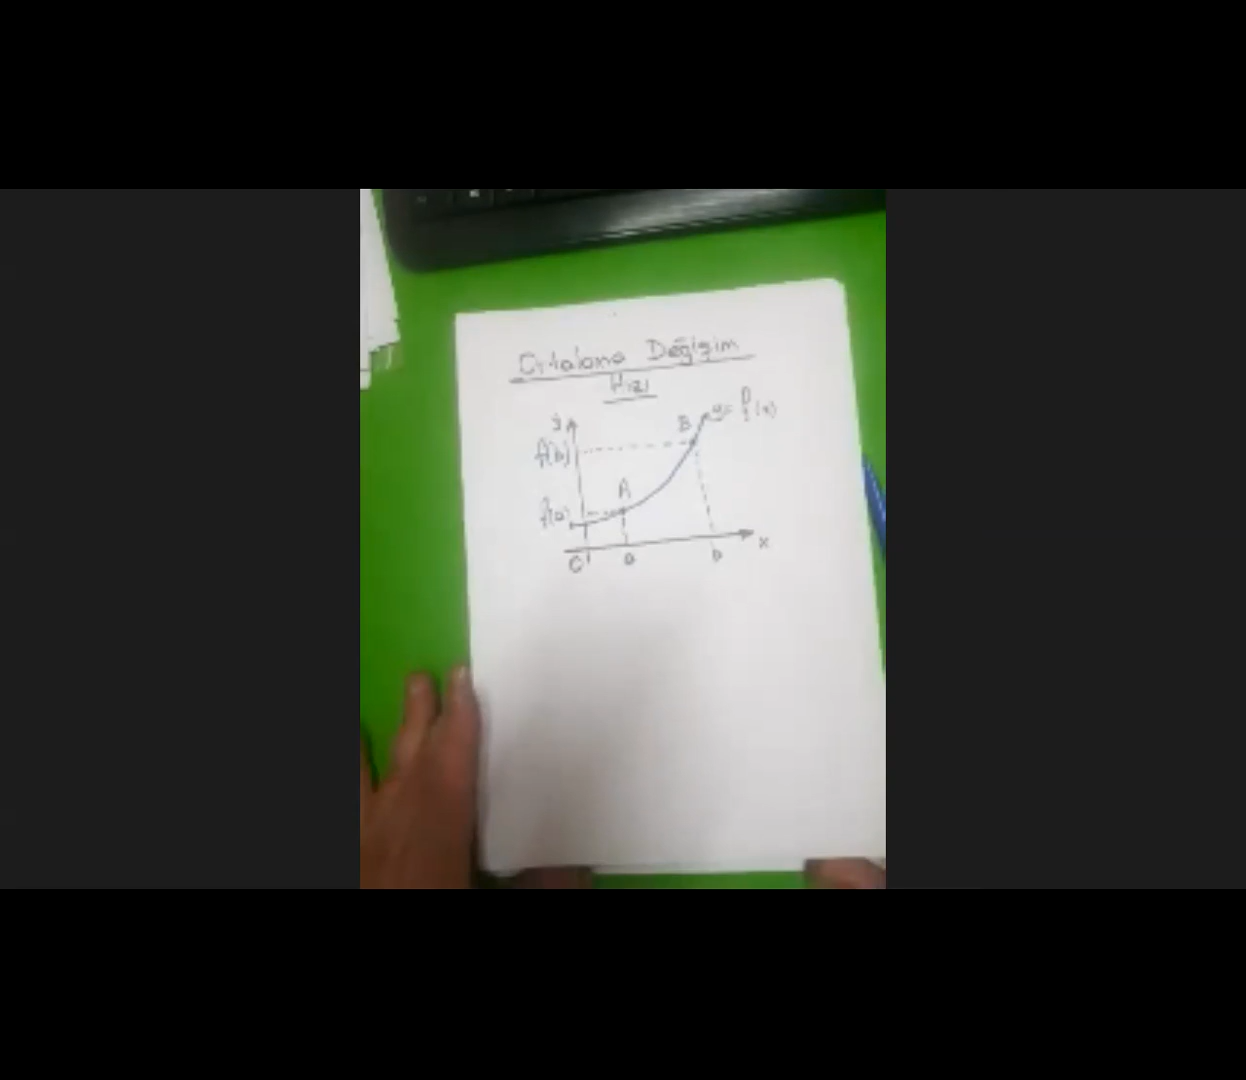 Ortalama Değişim
Hızı
y
B
y = f(x)
f(b)
A
f(a)
O
a
b
x